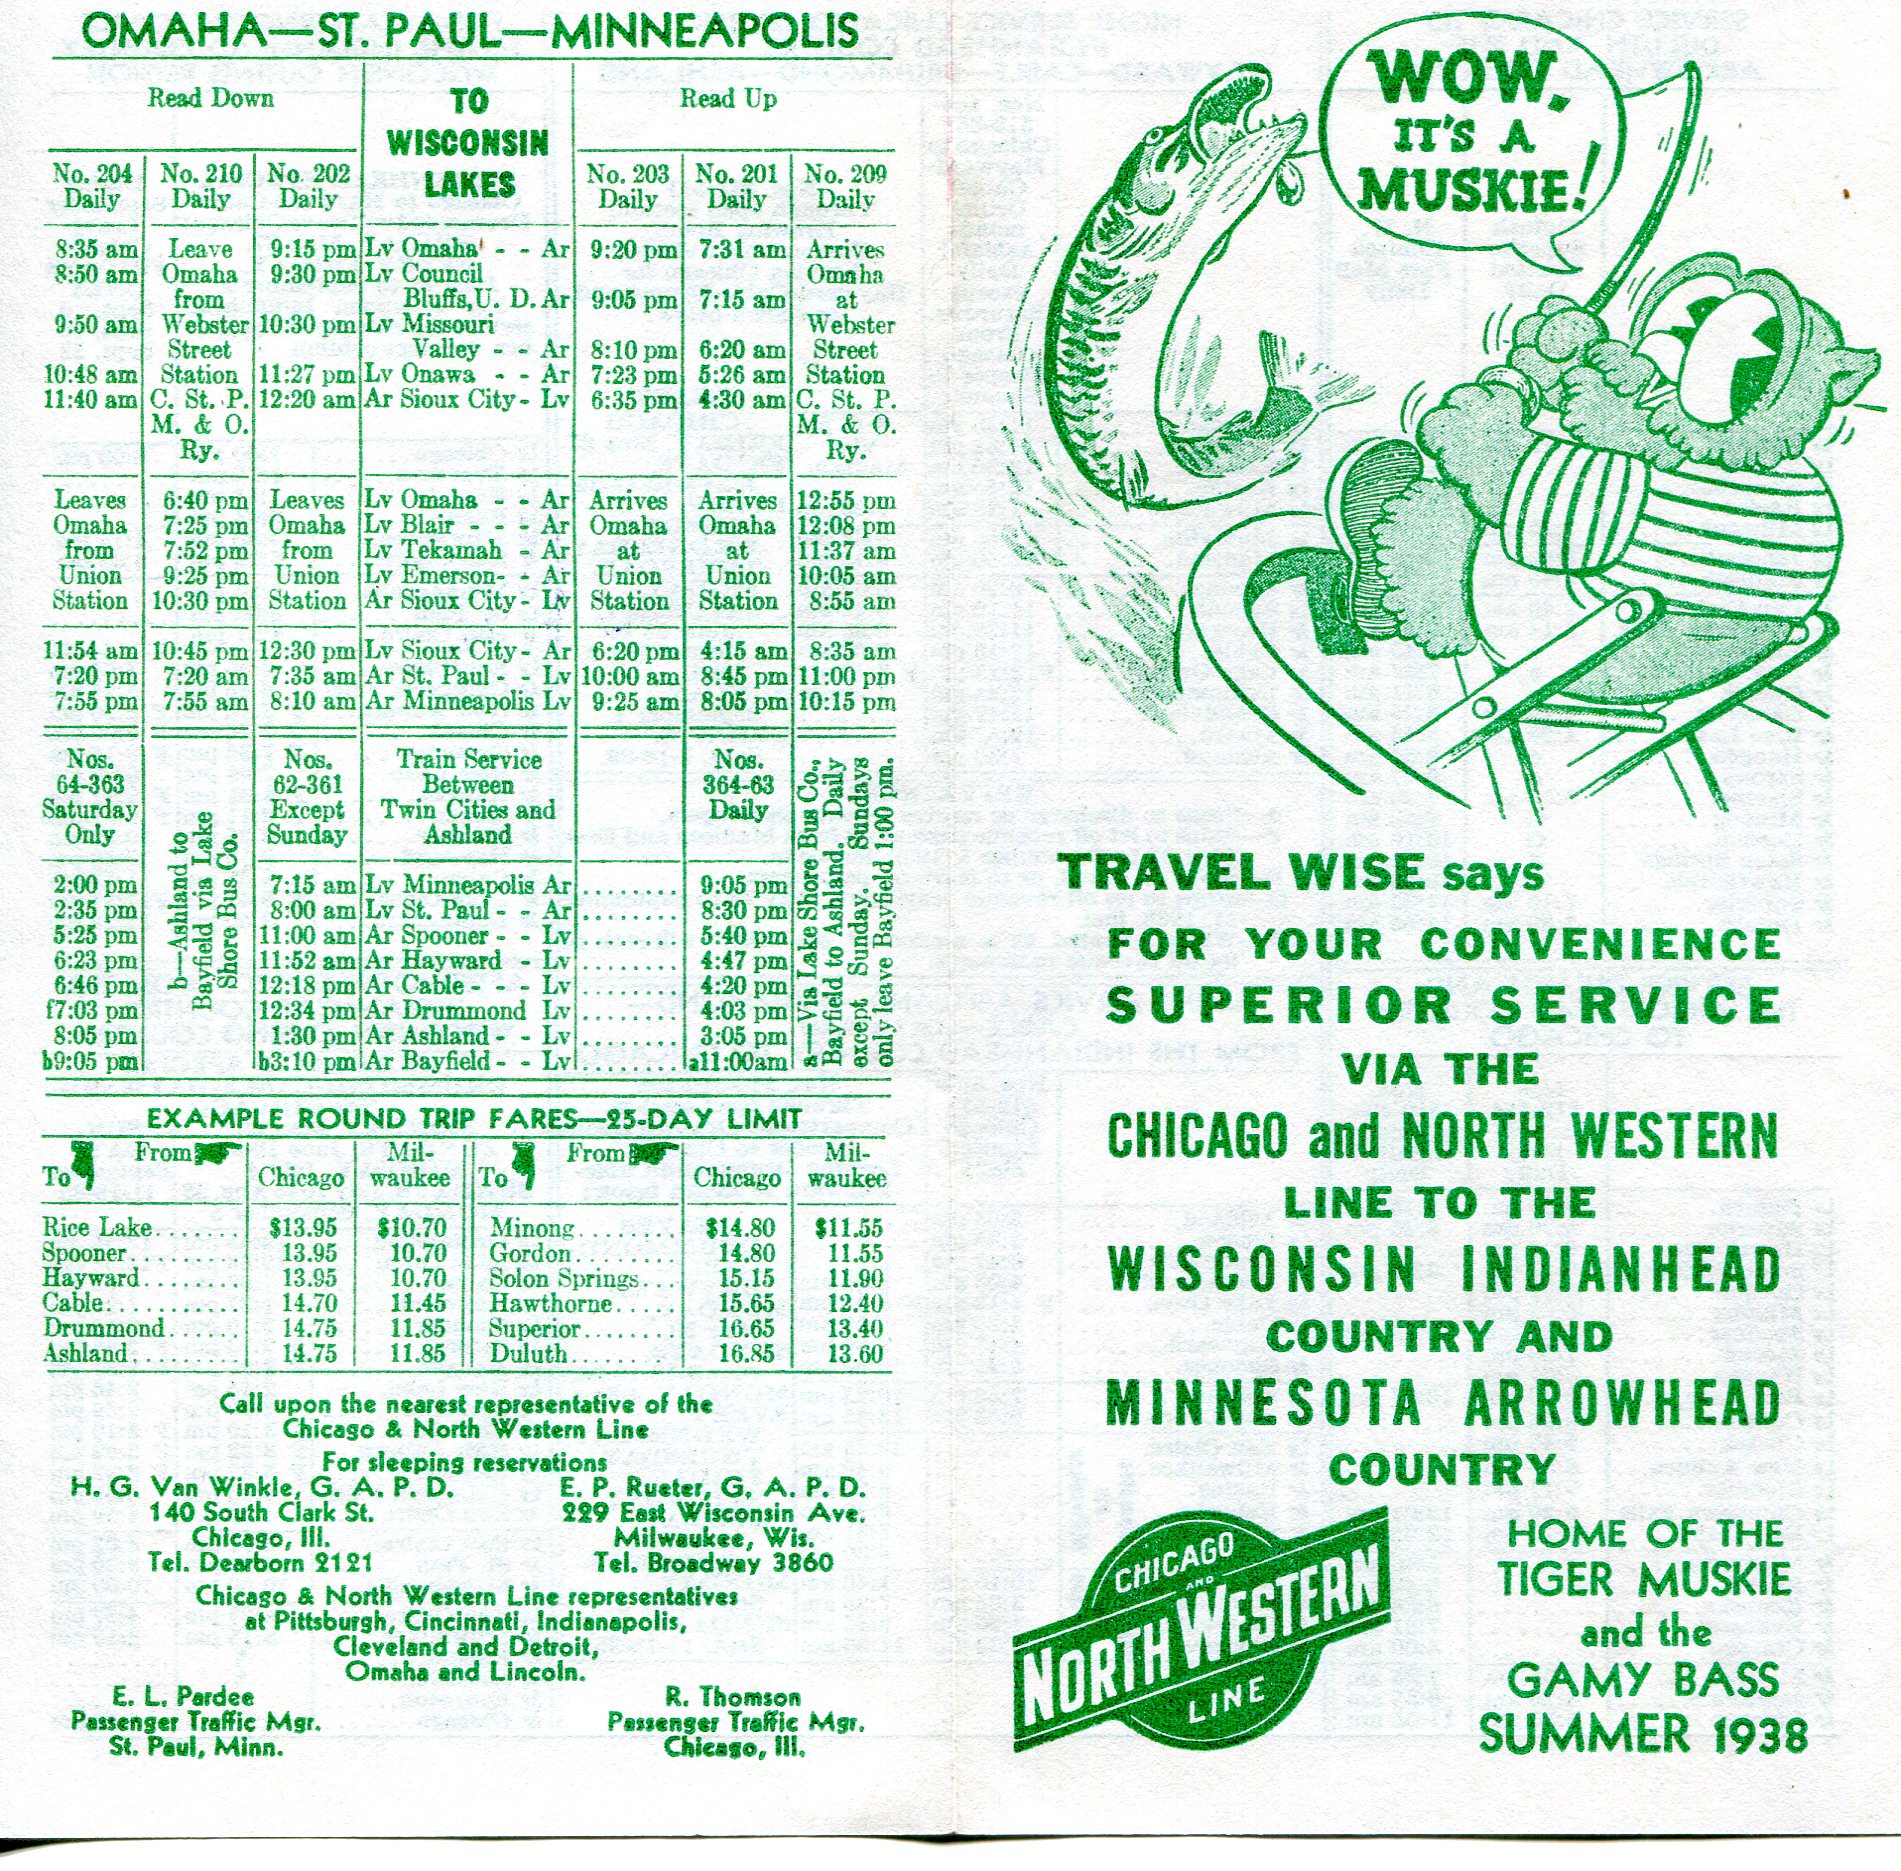 OMAHA—ST. PAUL—MINNEAPOLIS
Read Down
TO
WISCONSIN
LAKES
Read Up
No. 204 Daily
No. 210 Daily
No. 202 Daily
No. 203 Daily
No. 201 Daily
No. 209 Daily
8:35 am Leave 9:15 pm Lv Omaha - - Ar 9:20 pm 7:31 am Arrives
8:50 am Omaha 9:30 pm Lv Council Omaha
from Bluffs, U. D. Ar 9:05 pm 7:15 am at
9:50 am Webster 10:30 pm Lv Missouri Webster
Street Valley - - Ar 8:10 pm 6:20 am Street
10:48 am Station 11:27 pm Lv Onawa - - Ar 7:23 pm 5:26 am Station
11:40 am C. St. P. 12:20 am Ar Sioux City - Lv 6:35 pm 4:30 am C. St. P.
M. & O. M. & O.
Ry. Ry.
Leaves 6:40 pm Leaves Lv Omaha - - Ar Arrives Arrives 12:55 pm
Omaha 7:25 pm Omaha Lv Blair - - - Ar Omaha Omaha 12:08 pm
from 7:52 pm from Lv Tekamah - Ar at at 11:37 am
Union 9:25 pm Union Lv Emerson- - Ar Union Union 10:05 am
Station 10:30 pm Station Ar Sioux City - Lv Station Station 8:55 am
11:54 am 10:45 pm 12:30 pm Lv Sioux City - Ar 6:20 pm 4:15 am 8:35 am
7:20 pm 7:20 am 7:35 am Ar St. Paul - - Lv 10:00 am 8:45 pm 11:00 pm
7:55 pm 7:55 am 8:10 am Ar Minneapolis Lv 9:25 am 8:05 pm 10:15 pm
Nos. Nos. Train Service Nos.
64-363 62-361 Between 364-63
Saturday Except Twin Cities and Daily
Only Sunday Ashland
b—Ashland to
Bayfield via Lake
Shore Bus Co.
a—Via Lake Shore Bus Co.,
Bayfield to Ashland. Daily
except Sunday. Sundays
only leave Bayfield 1:00 pm.
2:00 pm 7:15 am Lv Minneapolis Ar ........ 9:05 pm
2:35 pm 8:00 am Lv St. Paul - - Ar ........ 8:30 pm
5:25 pm 11:00 am Ar Spooner - - Lv ........ 5:40 pm
6:23 pm 11:52 am Ar Hayward - Lv ........ 4:47 pm
6:46 pm 12:18 pm Ar Cable - - - Lv ........ 4:20 pm
f7:03 pm 12:34 pm Ar Drummond Lv ........ 4:03 pm
8:05 pm 1:30 pm Ar Ashland - - Lv ........ 3:05 pm
b9:05 pm b3:10 pm Ar Bayfield - - Lv ........ a11:00am
EXAMPLE ROUND TRIP FARES—25-DAY LIMIT
To From Chicago Mil-waukee To From Chicago Mil-waukee
Rice Lake....... $13.95 $10.70 Minong........ $14.80 $11.55
Spooner......... 13.95 10.70 Gordon........ 14.80 11.55
Hayward........ 13.95 10.70 Solon Springs... 15.15 11.90
Cable........... 14.70 11.45 Hawthorne..... 15.65 12.40
Drummond...... 14.75 11.85 Superior........ 16.65 13.40
Ashland......... 14.75 11.85 Duluth........ 16.85 13.60
Call upon the nearest representative of the
Chicago & North Western Line
For sleeping reservations
H. G. Van Winkle, G. A. P. D.
140 South Clark St.
Chicago, Ill.
Tel. Dearborn 2121
E. P. Rueter, G. A. P. D.
229 East Wisconsin Ave.
Milwaukee, Wis.
Tel. Broadway 3860
Chicago & North Western Line representatives
at Pittsburgh, Cincinnati, Indianapolis,
Cleveland and Detroit,
Omaha and Lincoln.
E. L. Pardee
Passenger Traffic Mgr.
St. Paul, Minn.
R. Thomson
Passenger Traffic Mgr.
Chicago, Ill.
WOW,
IT'S A
MUSKIE!
TRAVEL WISE says
FOR YOUR CONVENIENCE
SUPERIOR SERVICE
VIA THE
CHICAGO and NORTH WESTERN
LINE TO THE
WISCONSIN INDIANHEAD
COUNTRY AND
MINNESOTA ARROWHEAD
COUNTRY
CHICAGO
AND
NORTH WESTERN
LINE
HOME OF THE
TIGER MUSKIE
and the
GAMY BASS
SUMMER 1938